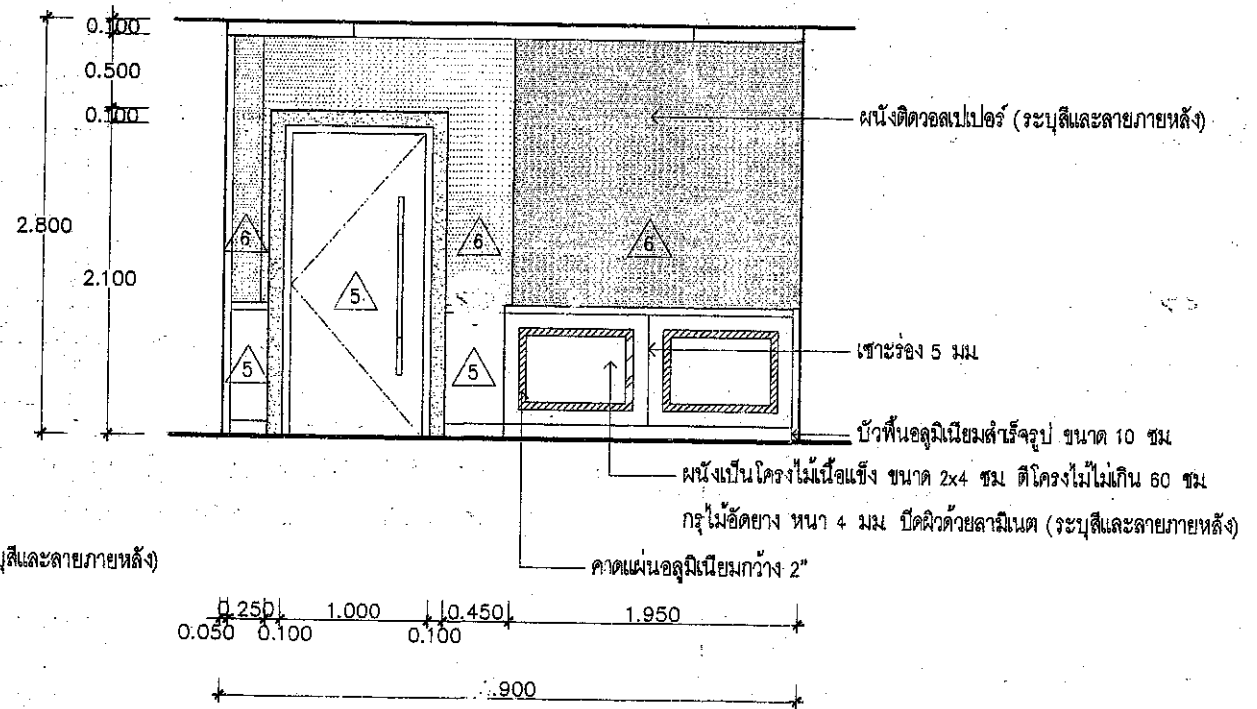 0.100
0.500
0.100
2.800
2.100
ผนังติดวอลเปเปอร์ (ระบุสีและลายภายหลัง)
6
6
6
5
5
5
เซาะร่อง 5 มม
บัวพื้นอลูมิเนียมสำเร็จรูป ขนาด 10 ซม
ผนังเป็นโครงไม้เนื้อแข็ง ขนาด 2x4 ซม ตีโครงไม้ไม่เกิน 60 ซม
กรุไม้อัดยาง หนา 4 มม ปิดผิวด้วยลามิเนต (ระบุสีและลายภายหลัง)
บุสีและลายภายหลัง)
คาดแผ่นอลูมิเนียมกว้าง 2"
0.250 1.000 0.450 1.950
0.050 0.100 0.100
.900